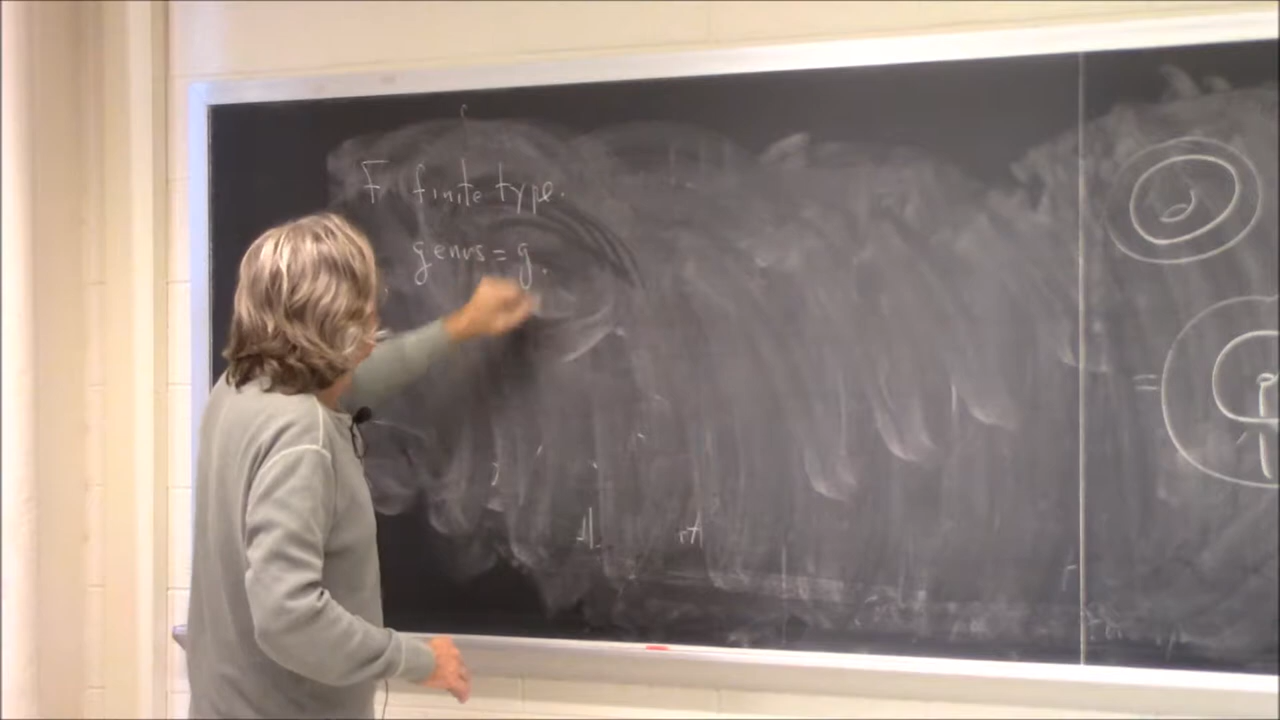 F finite type.
genus = g.
=